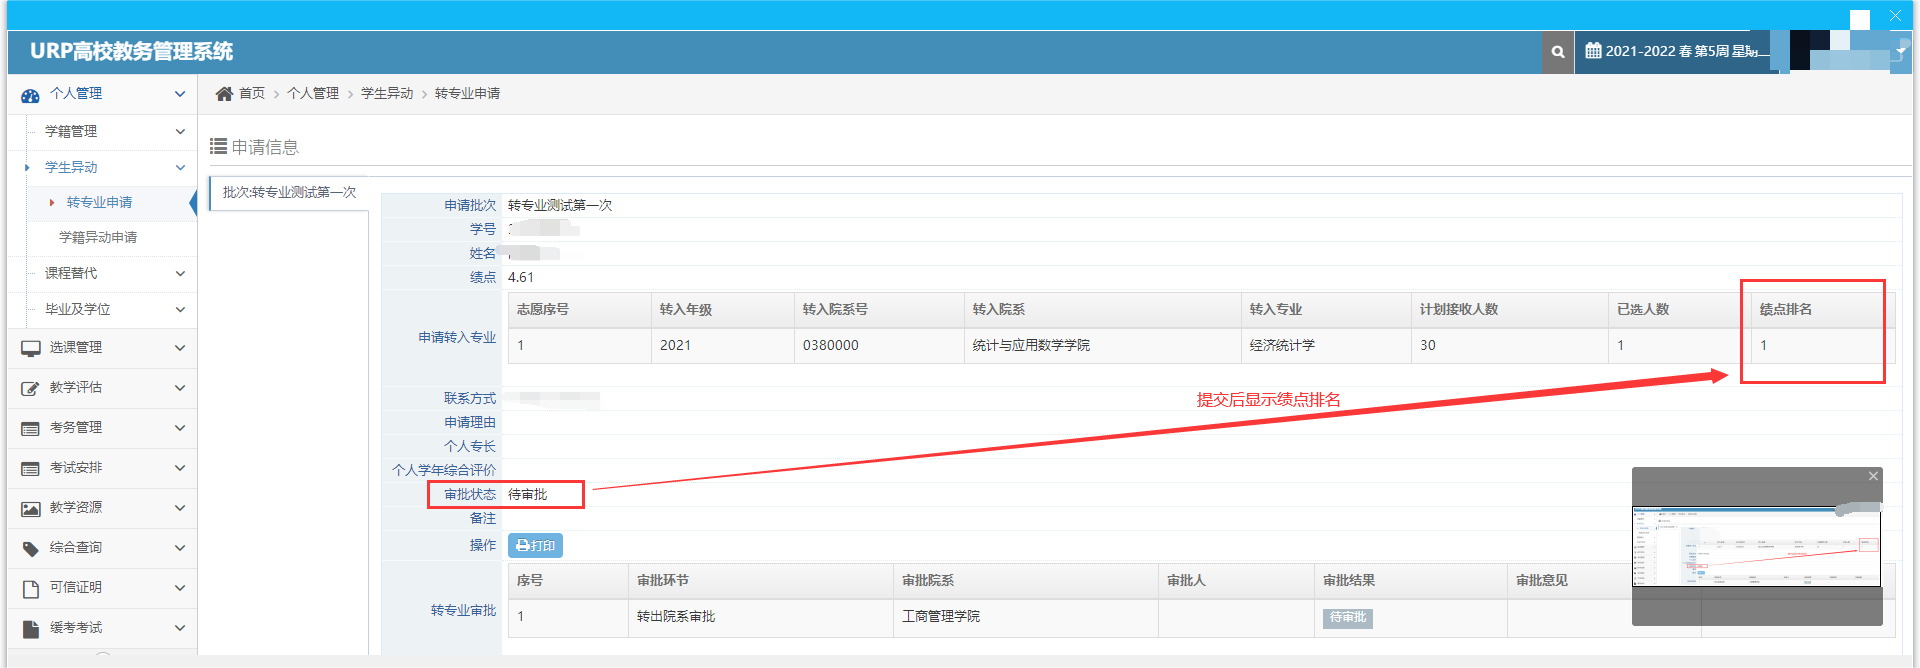 URP高校教务管理系统
2021-2022 春 第5周 星期
个人管理
首页 > 个人管理 > 学生异动 > 转专业申请
学籍管理
学生异动
转专业申请
学籍异动申请
课程替代
毕业及学位
选课管理
教学评估
考务管理
考试安排
教学资源
综合查询
可信证明
缓考考试
申请信息
批次:转专业测试第一次
申请批次 转专业测试第一次
学号
姓名
绩点 4.61
申请转入专业
志愿序号 转入年级 转入院系号 转入院系 转入专业 计划接收人数 已选人数 绩点排名
1 2021 0380000 统计与应用数学学院 经济统计学 30 1 1
联系方式
提交后显示绩点排名
申请理由
个人专长
个人学年综合评价
审批状态 待审批
备注
操作 打印
转专业审批
序号 审批环节 审批院系 审批人 审批结果 审批意见
1 转出院系审批 工商管理学院 待审批